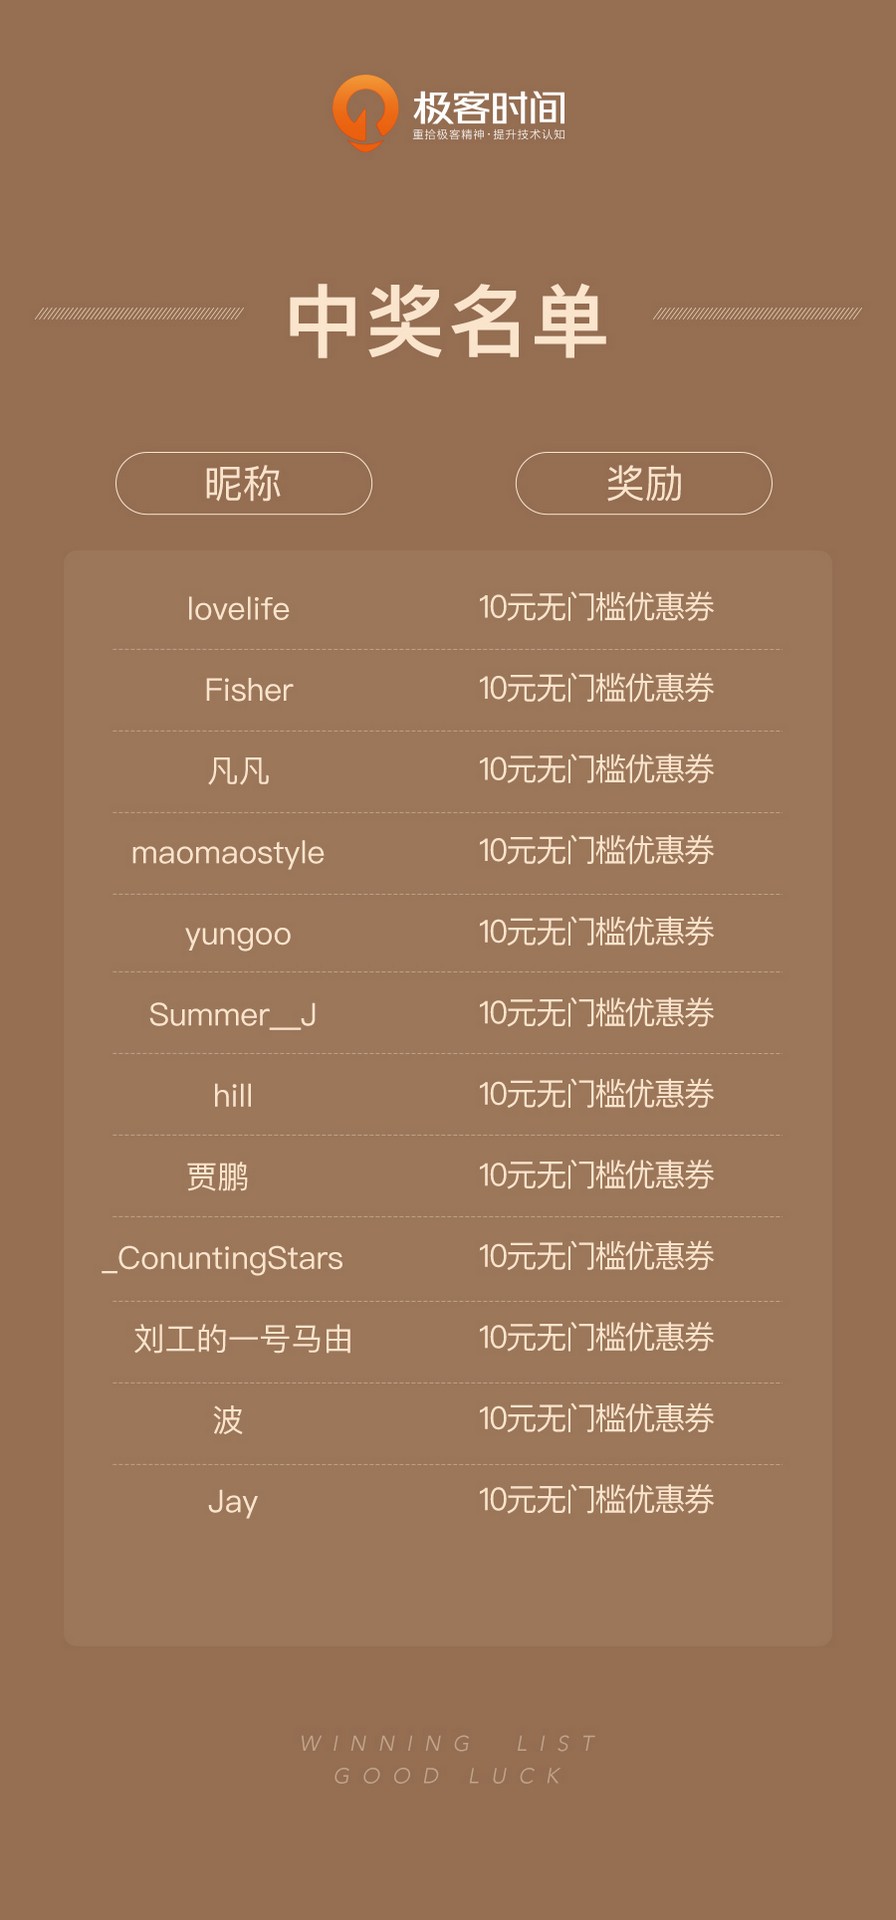 极客时间
重拾极客精神·提升技术认知
中奖名单
昵称 奖励
lovelife 10元无门槛优惠券
Fisher 10元无门槛优惠券
凡凡 10元无门槛优惠券
maomaostyle 10元无门槛优惠券
yungoo 10元无门槛优惠券
Summer__J 10元无门槛优惠券
hill 10元无门槛优惠券
贾鹏 10元无门槛优惠券
_ConuntingStars 10元无门槛优惠券
刘工的一号马由 10元无门槛优惠券
波 10元无门槛优惠券
Jay 10元无门槛优惠券
WINNING LIST
GOOD LUCK